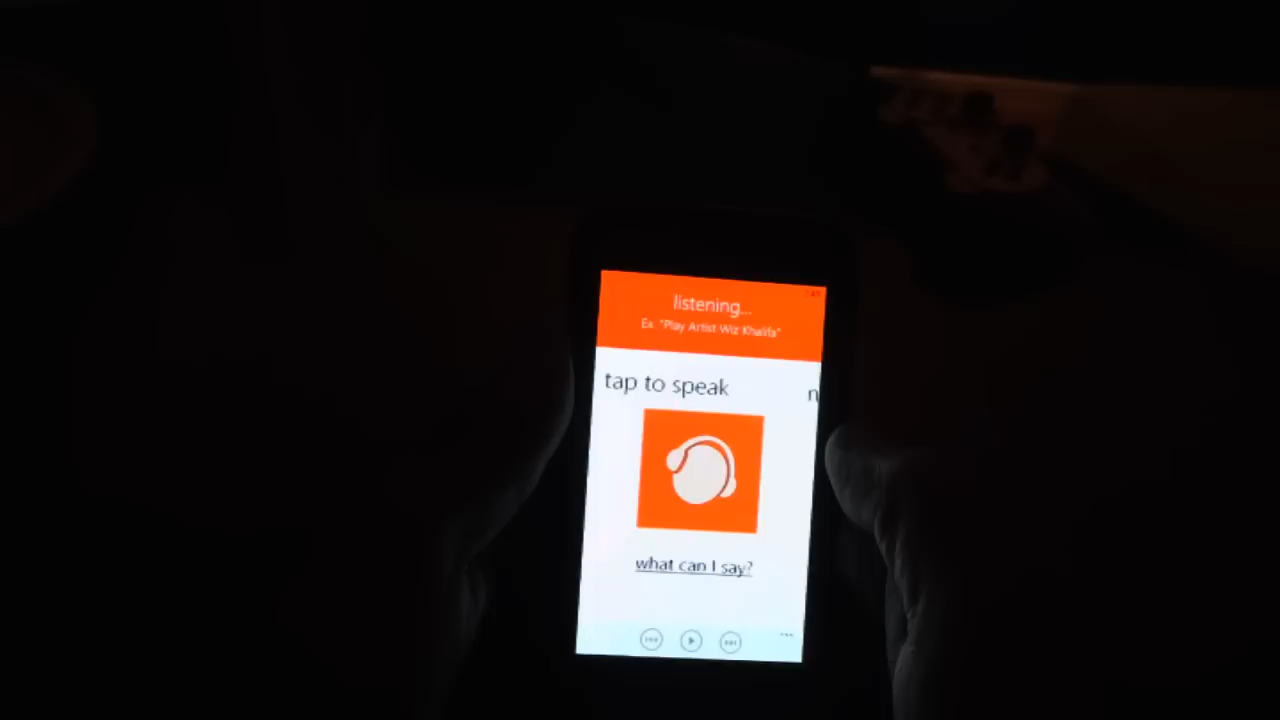 listening...
Ex. "Play Artist Wiz Khalifa"
tap to speak
n
what can I say?
...